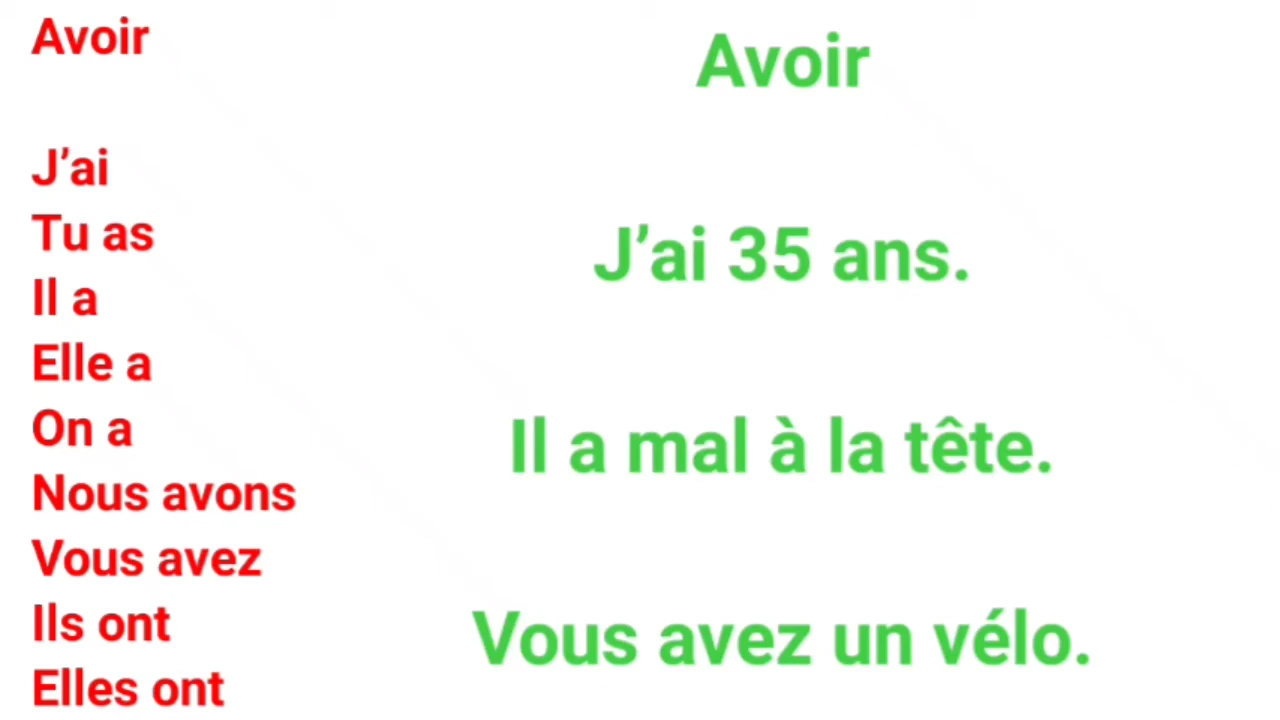 Avoir
J’ai
Tu as
Il a
Elle a
On a
Nous avons
Vous avez
Ils ont
Elles ont
Avoir
J’ai 35 ans.
Il a mal à la tête.
Vous avez un vélo.